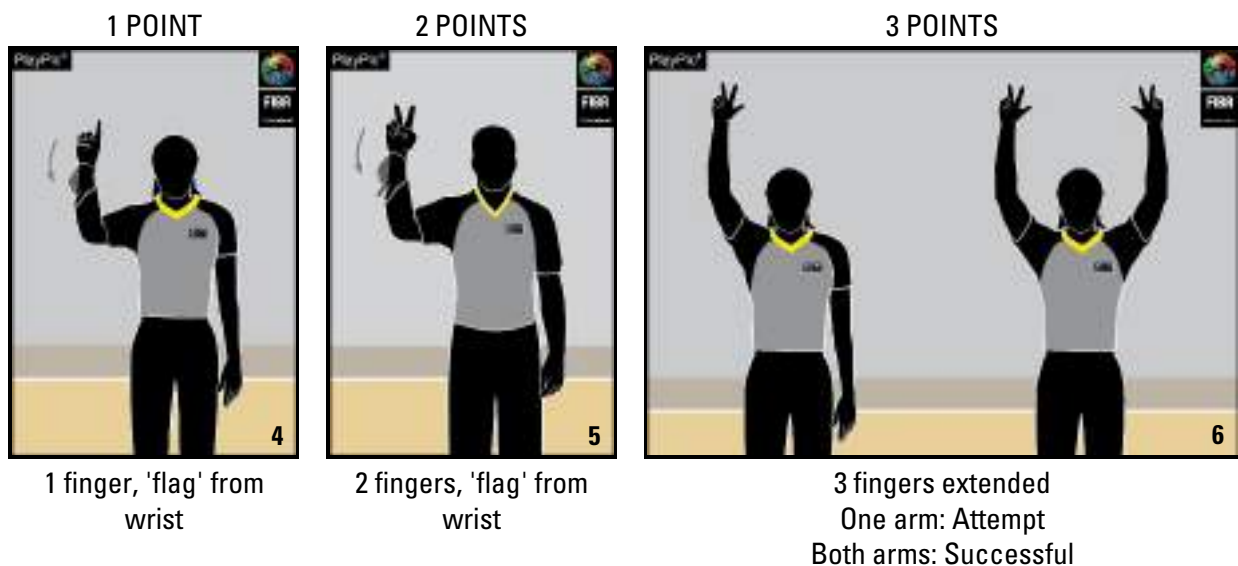 1 POINT
2 POINTS
3 POINTS
PlayPic®
PlayPic®
PlayPic®
FIBA
FIBA
FIBA
4
5
6
1 finger, 'flag' from
wrist
2 fingers, 'flag' from
wrist
3 fingers extended
One arm: Attempt
Both arms: Successful